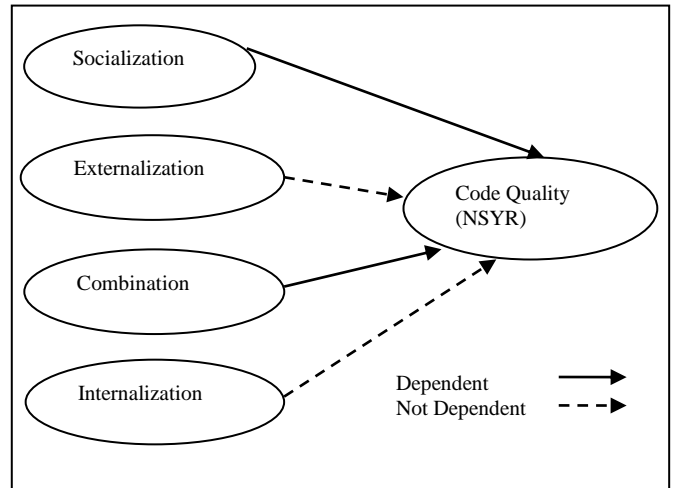 Socialization
Externalization
Code Quality
(NSYR)
Combination
Internalization
Dependent
Not Dependent